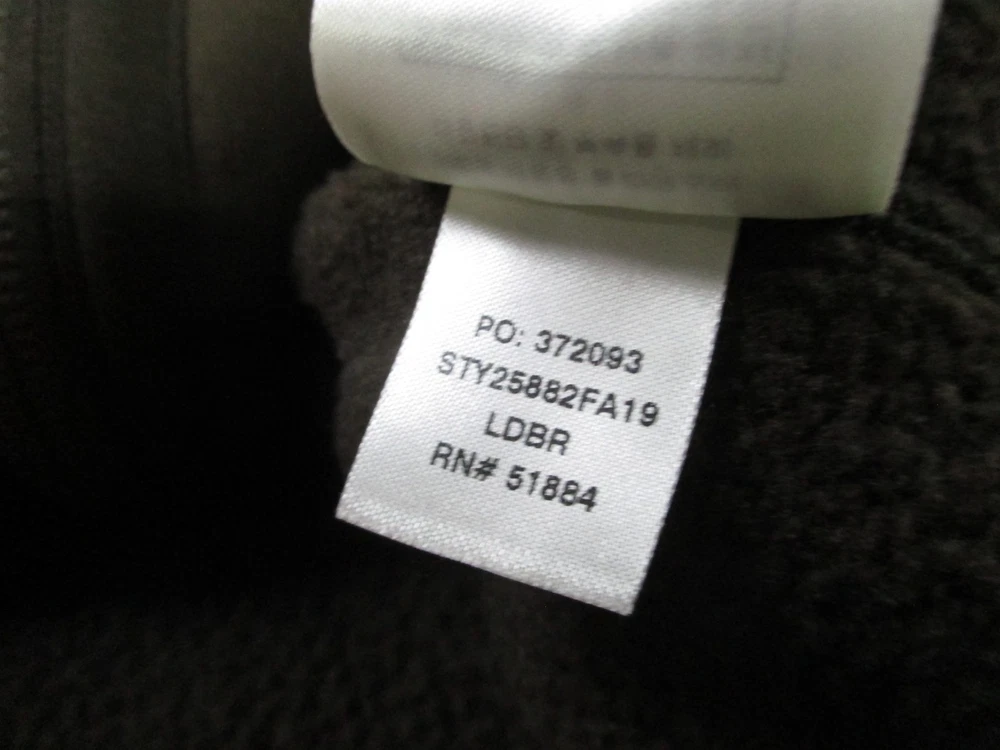 PO: 372093
STY25882FA19
LDBR
RN# 51884